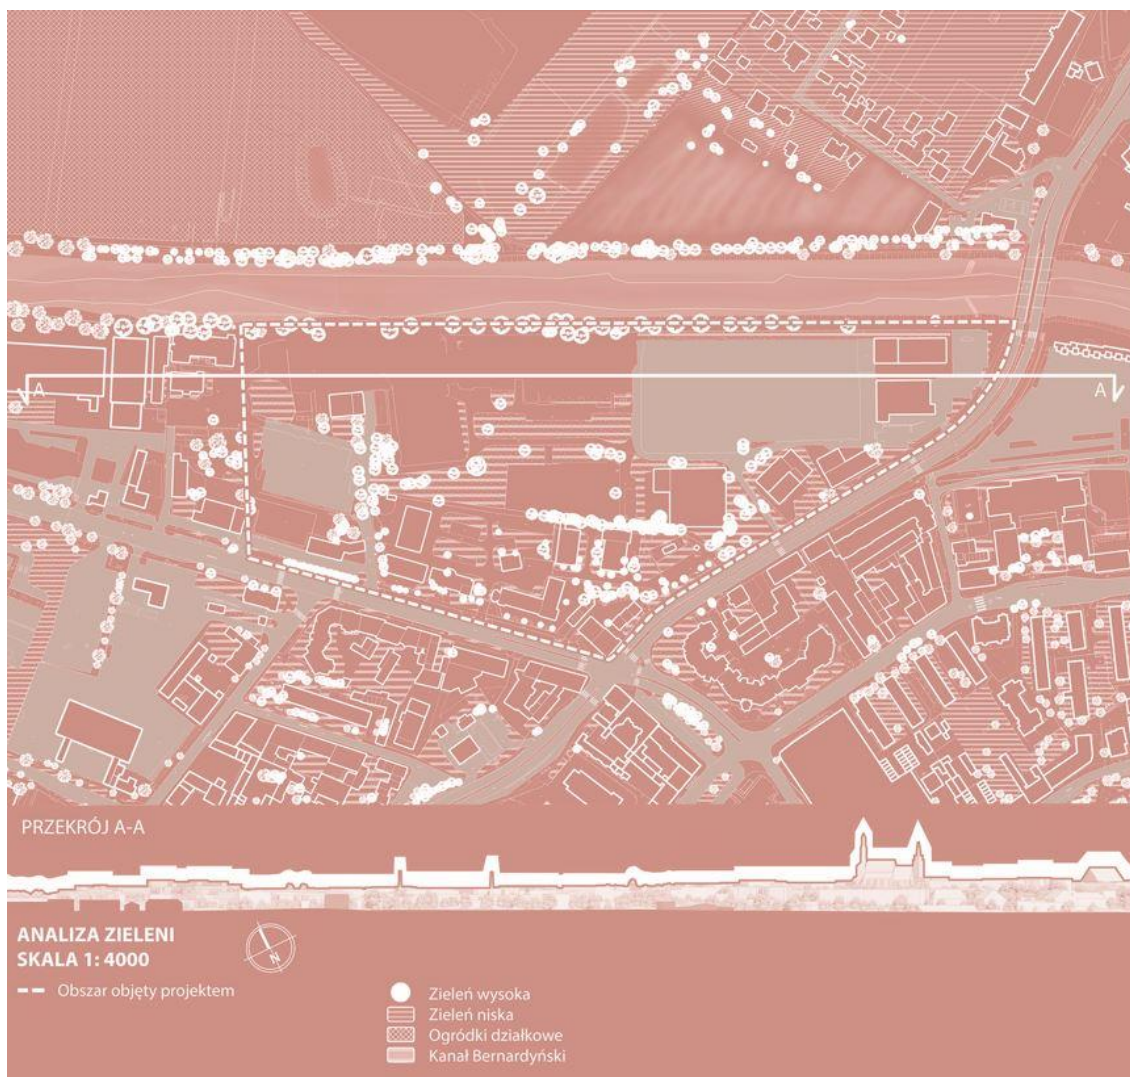 A
A
PRZEKRÓJ A-A
ANALIZA ZIELENI
SKALA 1: 4000
N
Obszar objęty projektem
Zieleń wysoka
Zieleń niska
Ogródki działkowe
Kanał Bernardyński